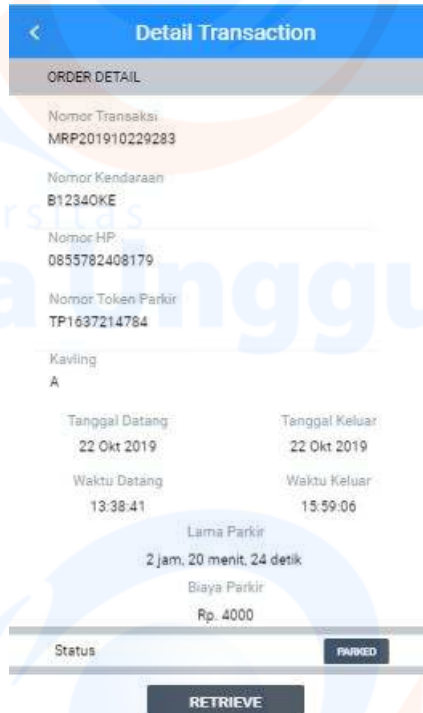 Detail Transaction
ORDER DETAIL
Nomor Transaksi
MRP201910229283
Nomor Kendaraan
B1234OKE
Nomor HP
0855782408179
Nomor Token Parkir
TP1637214784
Kavling
A
Tanggal Datang Tanggal Keluar
22 Okt 2019 22 Okt 2019
Waktu Datang Waktu Keluar
13:38:41 15:59:06
Lama Parkir
2 jam, 20 menit, 24 detik
Biaya Parkir
Rp. 4000
Status PARKED
RETRIEVE